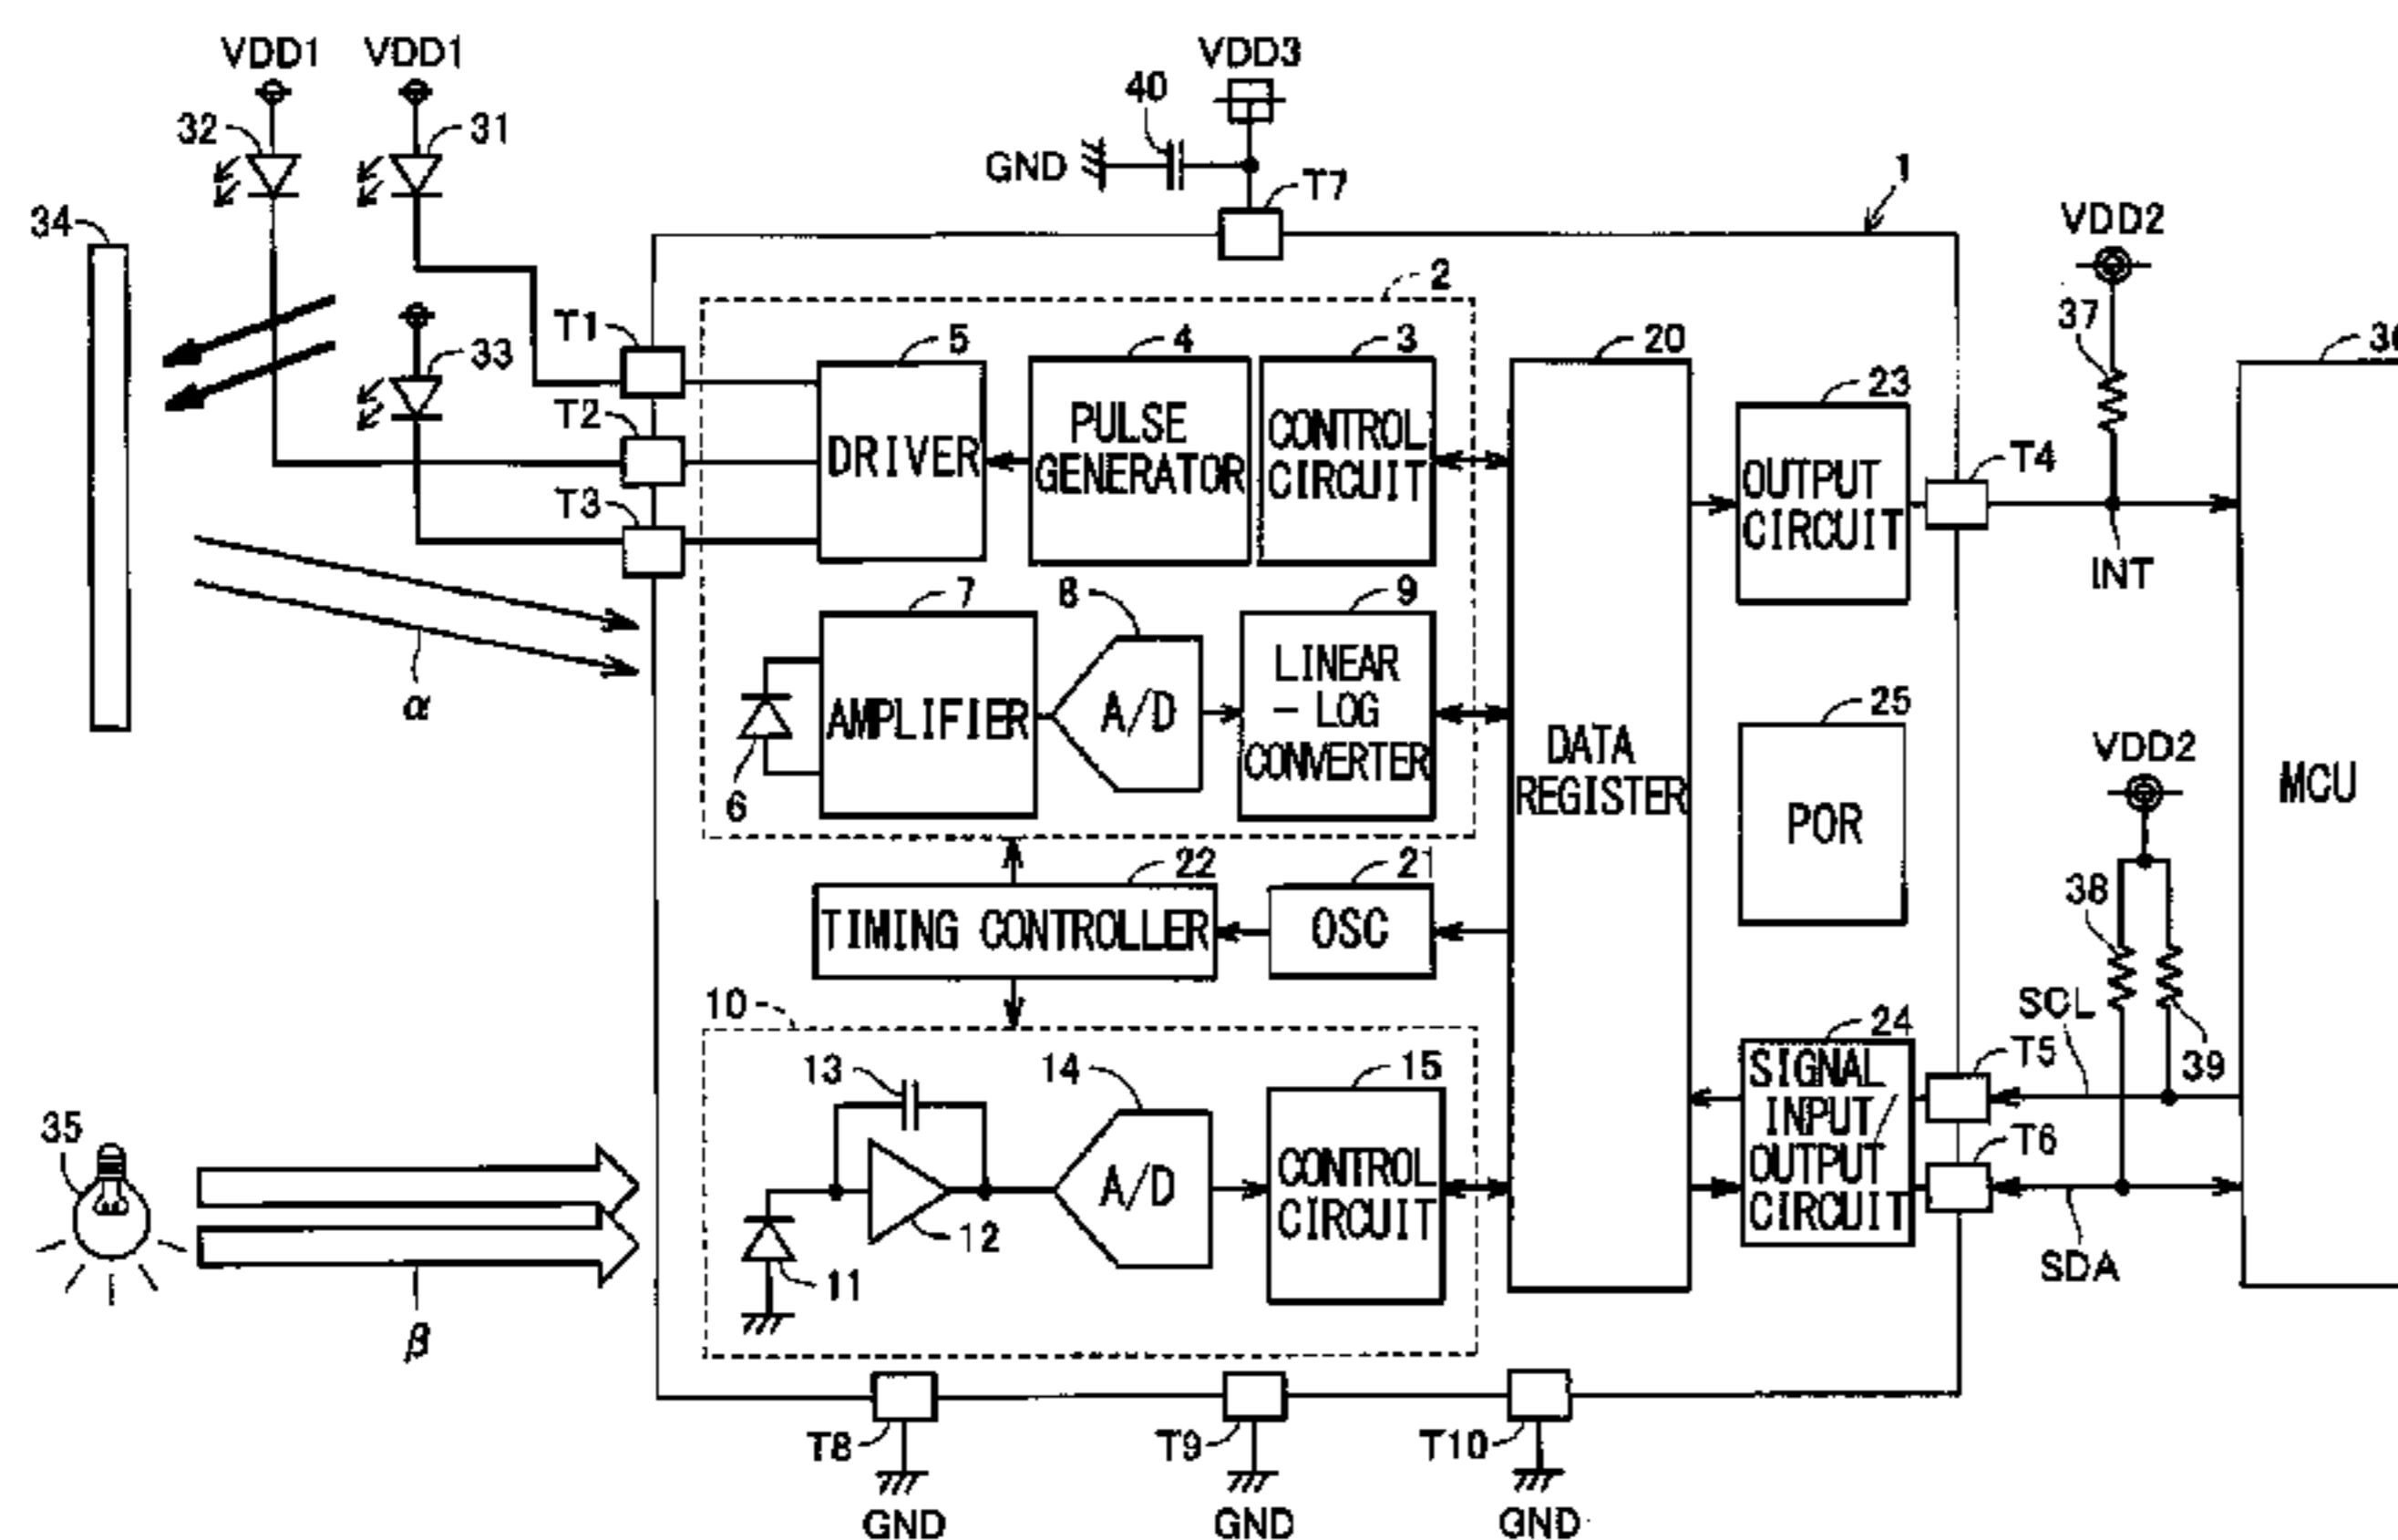 VDD1 VDD1 VDD3
32 31 40
GND T7 1
34 VDD2
2
T1 33 5 4 3 20 37
T2 DRIVER PULSE GENERATOR CONTROL CIRCUIT 23
T3 OUTPUT CIRCUIT T4
INT
7 8 9
α AMPLIFIER A/D LINEAR -LOG CONVERTER DATA REGISTER 25
6 POR VDD2 MCU
22 21 38
TIMING CONTROLLER OSC
10 SCL
13 14 15 24 T5 39
35 SIGNAL INPUT/ OUTPUT CIRCUIT T6
A/D CONTROL CIRCUIT
12
11 SDA
β
T8 T9 T10
GND GND GND